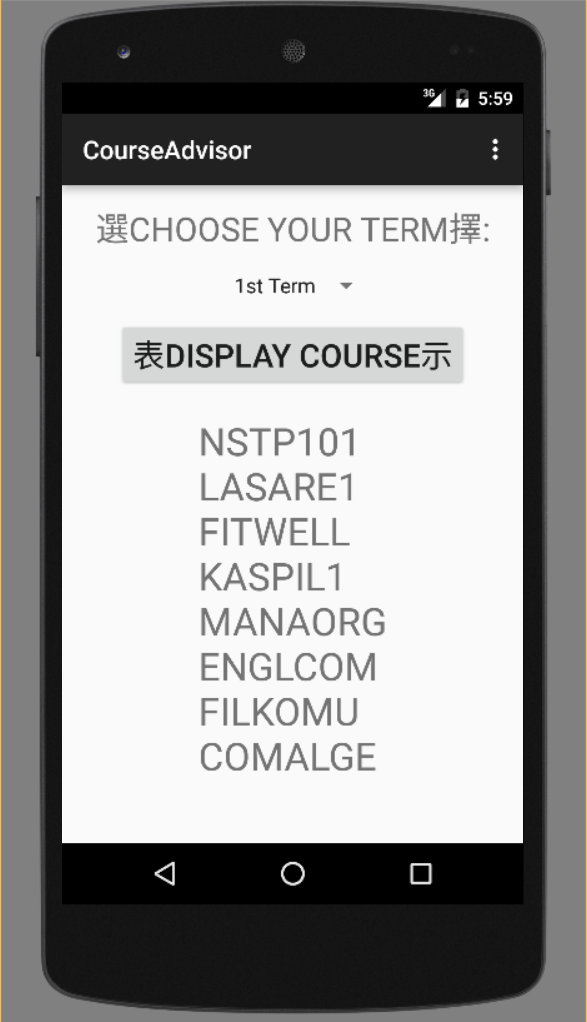 3G 5:59
CourseAdvisor
選CHOOSE YOUR TERM擇:
1st Term
表DISPLAY COURSE示
NSTP101
LASARE1
FITWELL
KASPIL1
MANAORG
ENGLCOM
FILKOMU
COMALGE